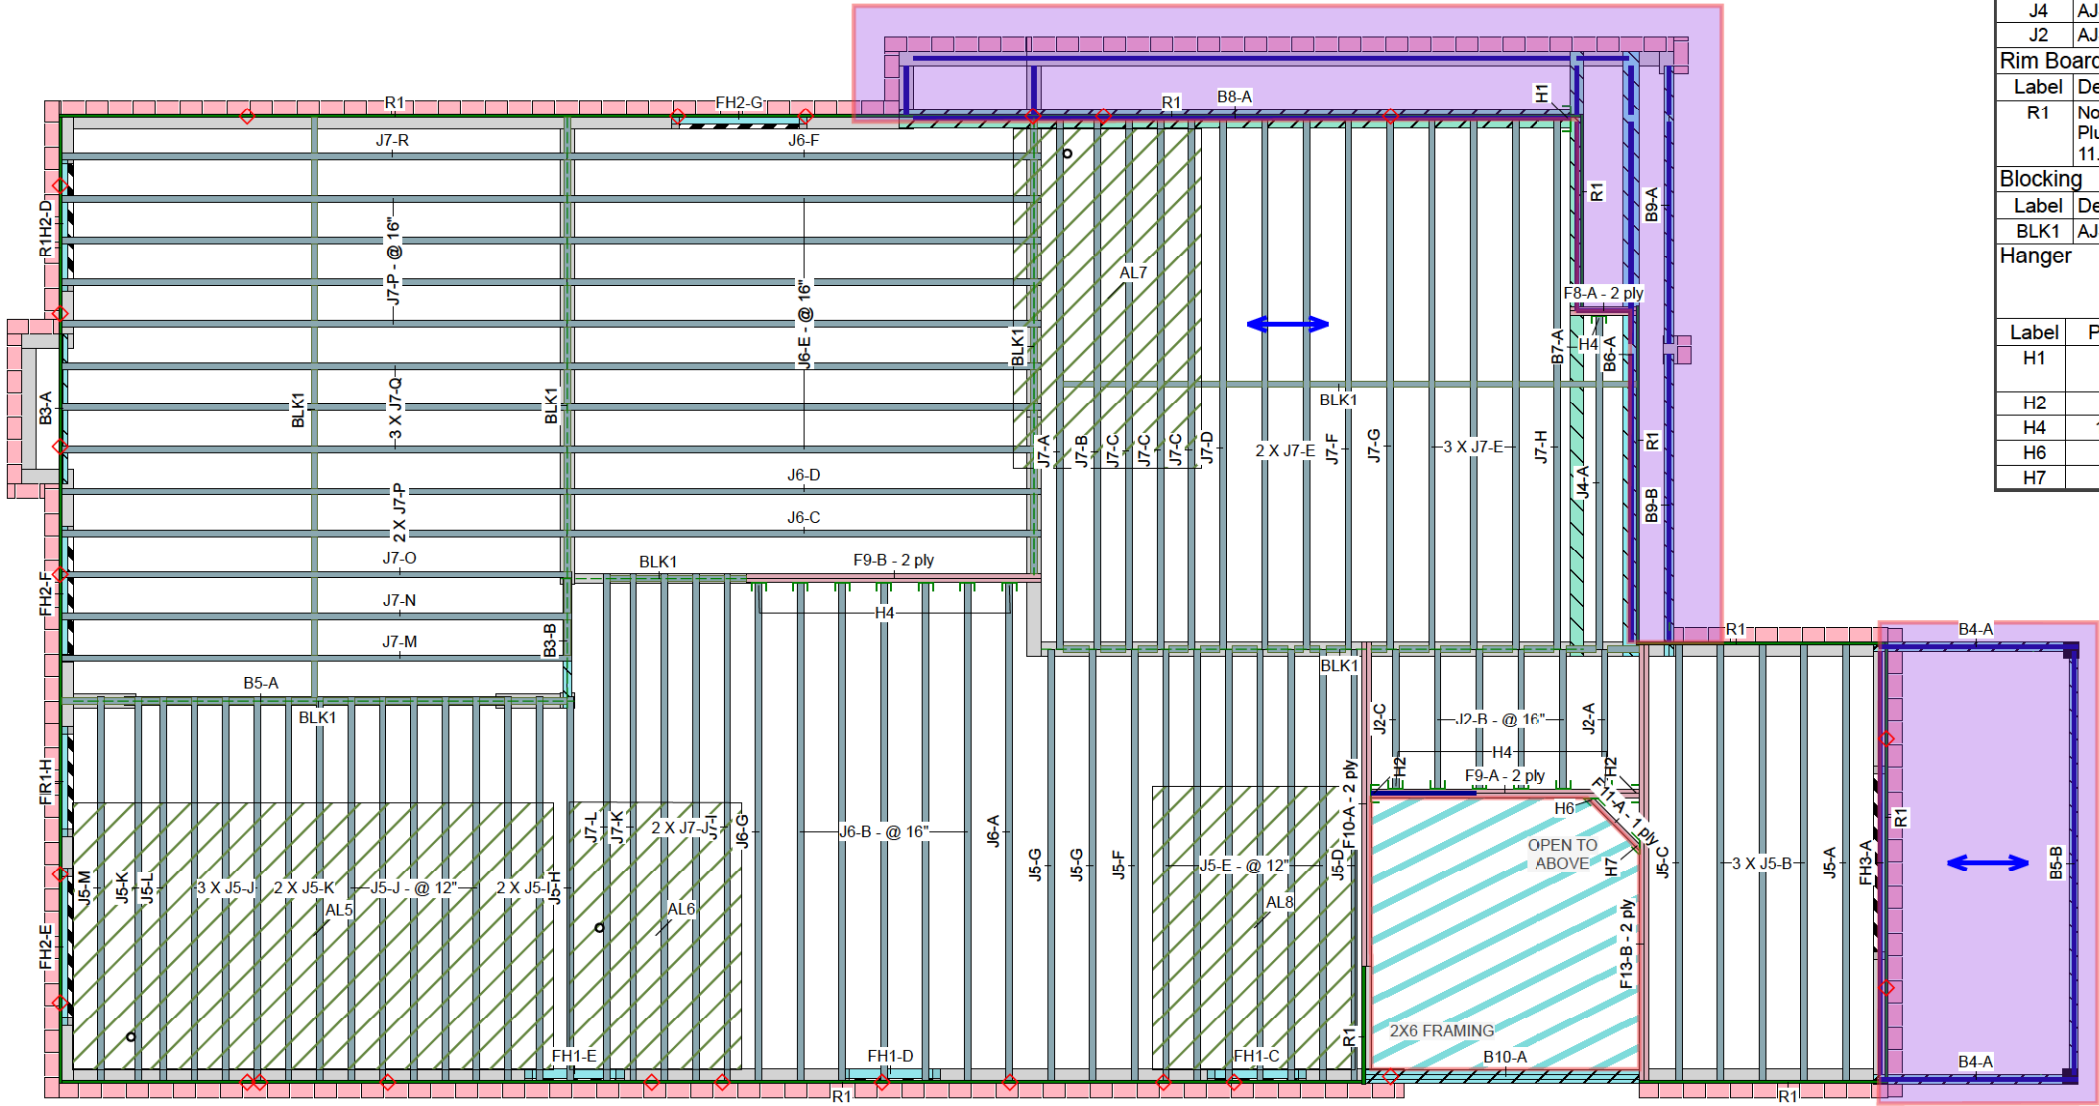 J4 AJ
J2 AJ
Rim Board
Label De
R1 No
Plu
11.
Blocking
Label De
BLK1 AJ
Hanger
Label P
H1
H2
H4 1
H6
H7
R1
FH2-G
R1
B8-A
H1
J7-R
J6-F
R1H2-D
J7-P - @ 16"
J6-E - @ 16"
AL7
R1
B9-A
F8-A - 2 ply
BLK1
B7-A
H4
B6-A
B3-A
BLK1
3 X J7-Q
BLK1
BLK1
J7-A
J7-B
J7-C
J7-C
J7-C
J7-D
2 X J7-E
J7-F
J7-G
3 X J7-E
J7-H
J4-A
R1
B9-B
J6-D
2 X J7-P
J6-C
J7-O
BLK1
F9-B - 2 ply
FH2-F
J7-N
H4
J7-M
B3-B
R1
B4-A
BLK1
B5-A
BLK1
J2-C
J2-B - @ 16"
J2-A
H4
H2
F9-A - 2 ply
H2
FIR1-H
F10-A - 2 ply
H6
F11-A - 1 ply
R1
J7-L
J7-K
2 X J7-J
J7-I
J6-G
J6-B - @ 16"
J6-A
OPEN TO
ABOVE
H7
J5-M
J5-K
J5-L
3 X J5-J
2 X J5-K
J5-J - @ 12"
2 X J5-I
J5-H
J5-G
J5-G
J5-F
J5-E - @ 12"
J5-D
J5-C
3 X J5-B
J5-A
FH3-A
B5-B
AL5
AL6
AL8
FH2-E
F13-B - 2 ply
2X6 FRAMING
R1
FH1-E
FH1-D
FH1-C
B10-A
B4-A
R1
R1